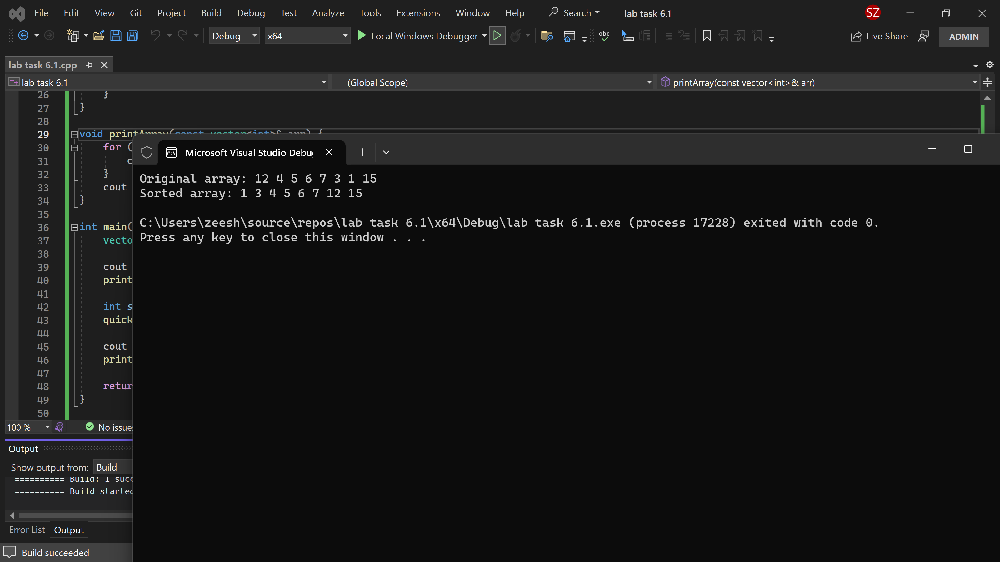 File Edit View Git Project Build Debug Test Analyze Tools Extensions Window Help Search lab task 6.1 SZ
Debug x64 Local Windows Debugger abc Live Share ADMIN
lab task 6.1.cpp
lab task 6.1 (Global Scope) printArray(const vector<int>& arr)
26 }
27 }
28
29 void printArray(const vector<int>& arr) {
30 for (
31 c
32 }
33 cout
34 }
35
36 int main(
37 vecto
38
39 cout
40 print
41
42 int s
43 quick
44
45 cout
46 print
47
48 retur
49 }
50
Microsoft Visual Studio Debug
Original array: 12 4 5 6 7 3 1 15
Sorted array: 1 3 4 5 6 7 12 15
C:\Users\zeesh\source\repos\lab task 6.1\x64\Debug\lab task 6.1.exe (process 17228) exited with code 0.
Press any key to close this window . . .
100 % No issues
Output
Show output from: Build
========== Build: 1 succ
========== Build started
Error List Output
Build succeeded